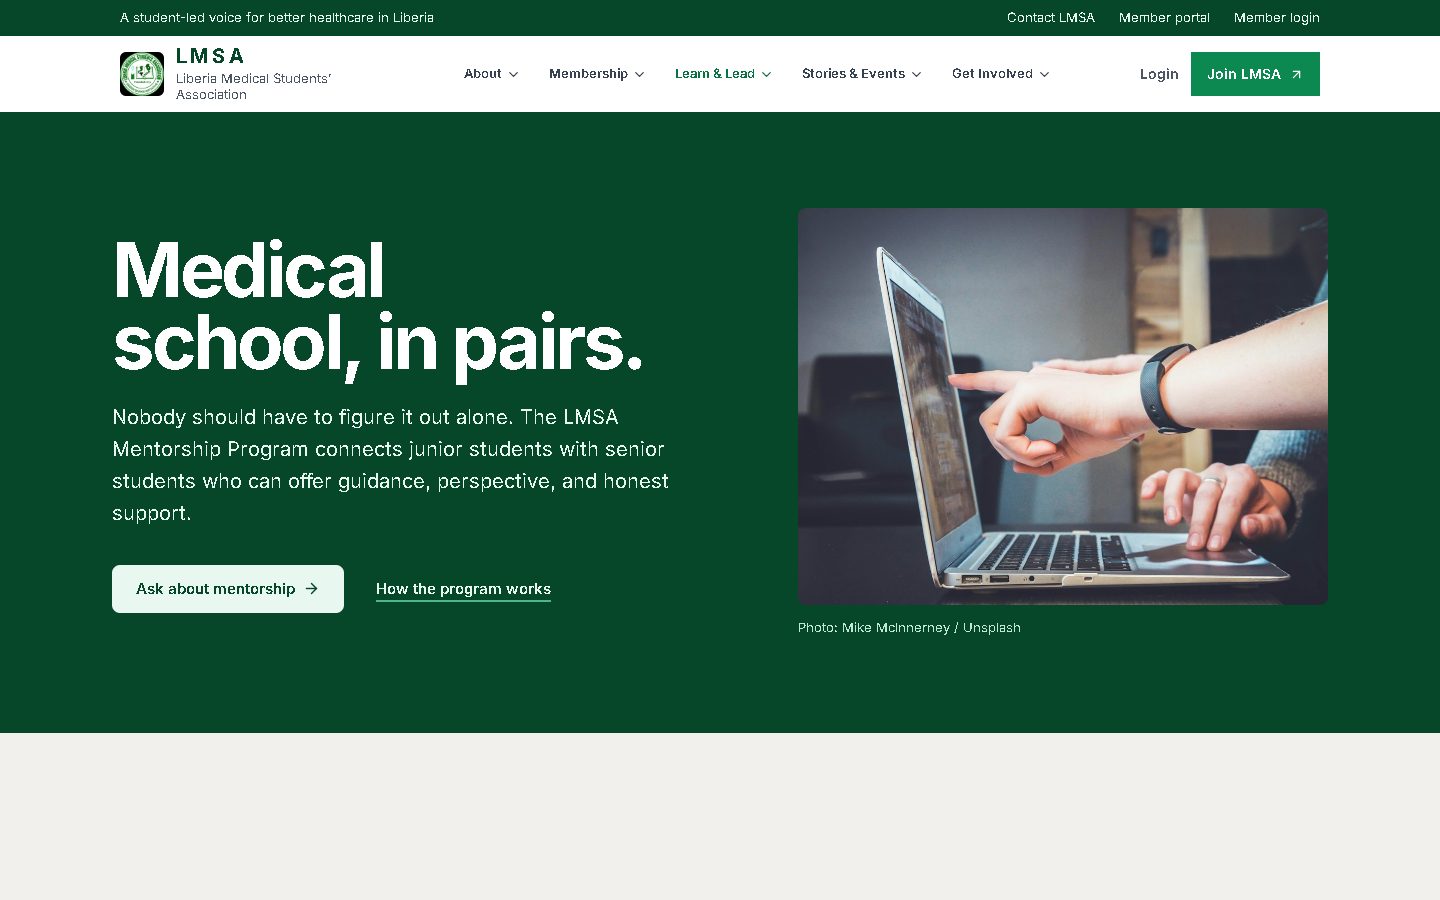 A student-led voice for better healthcare in Liberia
Contact LMSA Member portal Member login
LMSA
Liberia Medical Students'
Association
About Membership Learn & Lead Stories & Events Get Involved
Login Join LMSA
Medical
school, in pairs.
Nobody should have to figure it out alone. The LMSA
Mentorship Program connects junior students with senior
students who can offer guidance, perspective, and honest
support.
Ask about mentorship How the program works
Photo: Mike McInnerney / Unsplash